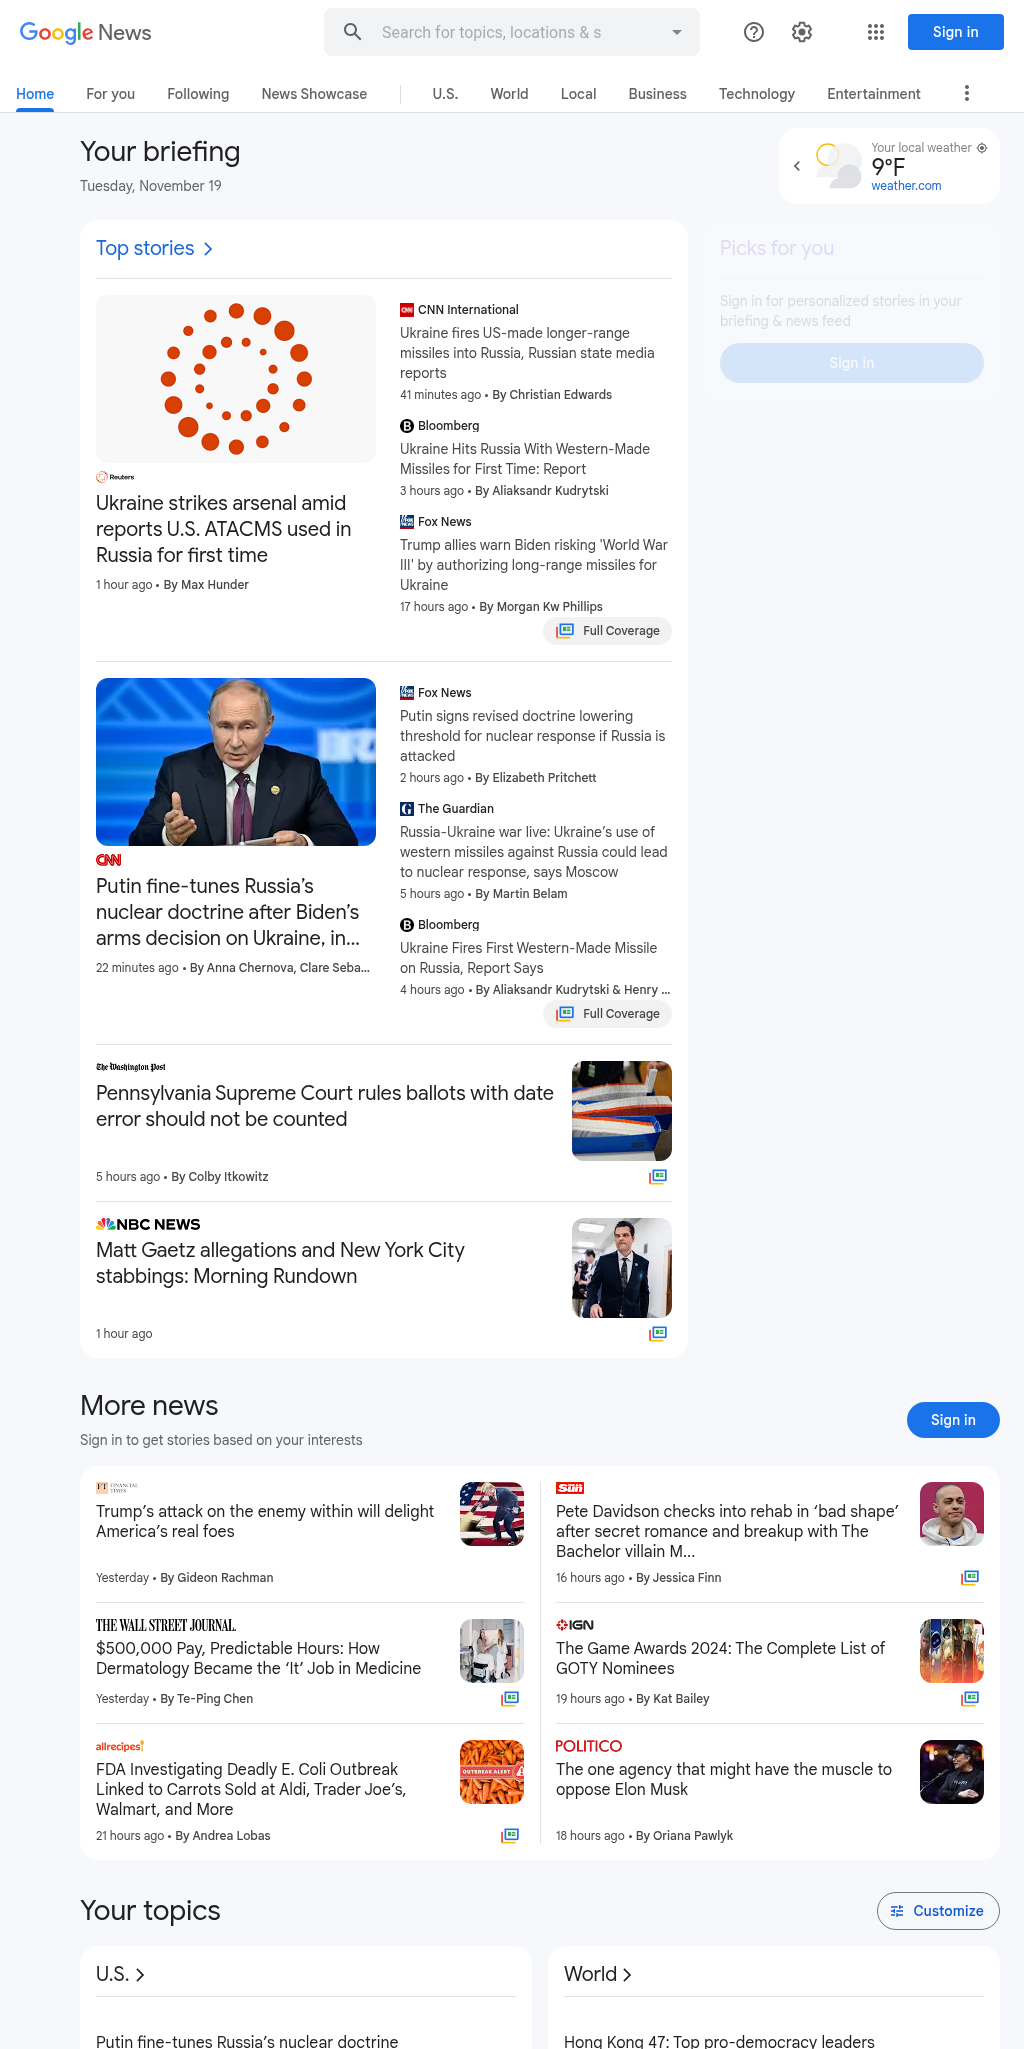 Google News
Search for topics, locations & s
Sign in
Home
For you
Following
News Showcase
U.S.
World
Local
Business
Technology
Entertainment
Your briefing
Tuesday, November 19
Your local weather
9°F
weather.com
Top stories
Reuters
Ukraine strikes arsenal amid
reports U.S. ATACMS used in
Russia for first time
1 hour ago • By Max Hunder
CNN International
Ukraine fires US-made longer-range
missiles into Russia, Russian state media
reports
41 minutes ago • By Christian Edwards
Bloomberg
Ukraine Hits Russia With Western-Made
Missiles for First Time: Report
3 hours ago • By Aliaksandr Kudrytski
Fox News
Trump allies warn Biden risking 'World War
III' by authorizing long-range missiles for
Ukraine
17 hours ago • By Morgan Kw Phillips
Full Coverage
Picks for you
Sign in for personalized stories in your
briefing & news feed
Sign in
CNN
Putin fine-tunes Russia’s
nuclear doctrine after Biden’s
arms decision on Ukraine, in...
22 minutes ago • By Anna Chernova, Clare Seba...
Fox News
Putin signs revised doctrine lowering
threshold for nuclear response if Russia is
attacked
2 hours ago • By Elizabeth Pritchett
The Guardian
Russia-Ukraine war live: Ukraine’s use of
western missiles against Russia could lead
to nuclear response, says Moscow
5 hours ago • By Martin Belam
Bloomberg
Ukraine Fires First Western-Made Missile
on Russia, Report Says
4 hours ago • By Aliaksandr Kudrytski & Henry ...
Full Coverage
The Washington Post
Pennsylvania Supreme Court rules ballots with date
error should not be counted
5 hours ago • By Colby Itkowitz
NBC NEWS
Matt Gaetz allegations and New York City
stabbings: Morning Rundown
1 hour ago
More news
Sign in to get stories based on your interests
Sign in
FT FINANCIAL
TIMES
Trump’s attack on the enemy within will delight
America’s real foes
Yesterday • By Gideon Rachman
THE WALL STREET JOURNAL.
$500,000 Pay, Predictable Hours: How
Dermatology Became the ‘It’ Job in Medicine
Yesterday • By Te-Ping Chen
allrecipes
FDA Investigating Deadly E. Coli Outbreak
Linked to Carrots Sold at Aldi, Trader Joe’s,
Walmart, and More
OUTBREAK ALERT
21 hours ago • By Andrea Lobas
The Sun
Pete Davidson checks into rehab in ‘bad shape’
after secret romance and breakup with The
Bachelor villain M...
16 hours ago • By Jessica Finn
IGN
The Game Awards 2024: The Complete List of
GOTY Nominees
19 hours ago • By Kat Bailey
POLITICO
The one agency that might have the muscle to
oppose Elon Musk
18 hours ago • By Oriana Pawlyk
Your topics
Customize
U.S.
Putin fine-tunes Russia’s nuclear doctrine
World
Hong Kong 47: Top pro-democracy leaders